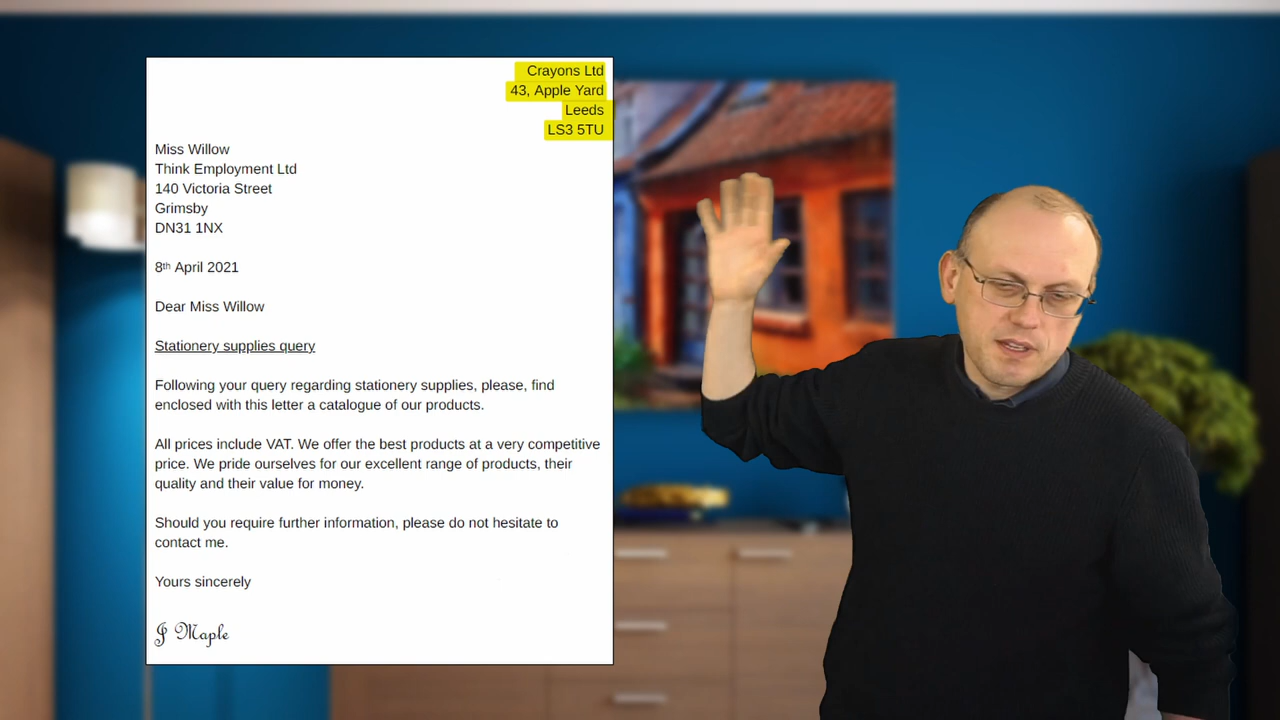 Crayons Ltd
43, Apple Yard
Leeds
LS3 5TU
Miss Willow
Think Employment Ltd
140 Victoria Street
Grimsby
DN31 1NX
8th April 2021
Dear Miss Willow
Stationery supplies query
Following your query regarding stationery supplies, please, find
enclosed with this letter a catalogue of our products.
All prices include VAT. We offer the best products at a very competitive
price. We pride ourselves for our excellent range of products, their
quality and their value for money.
Should you require further information, please do not hesitate to
contact me.
Yours sincerely
J Maple